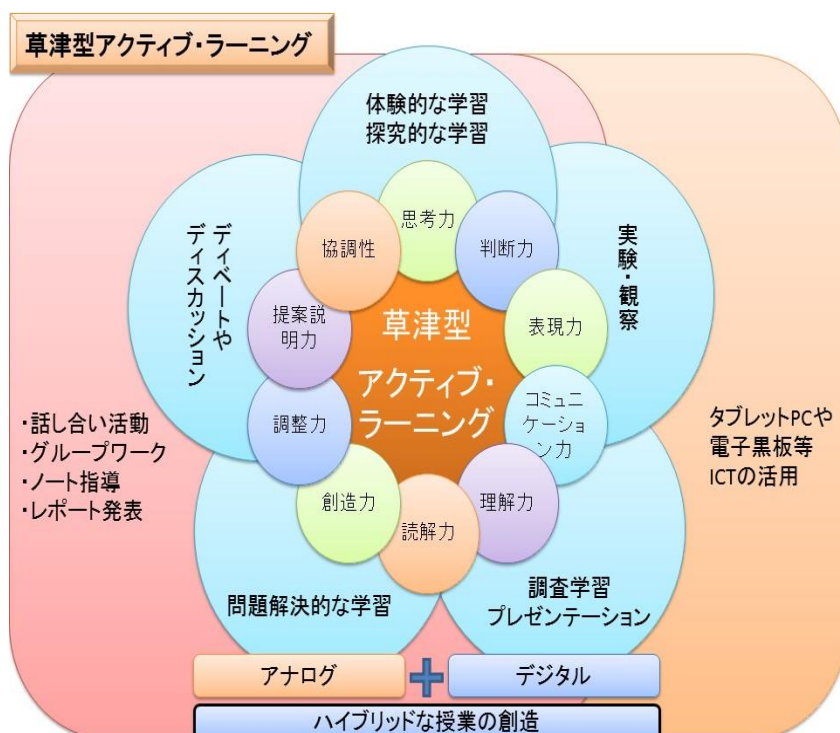 草津型アクティブ・ラーニング
体験的な学習
探究的な学習
ディベートや
ディスカッション
実験・観察
思考力
判断力
表現力
コミュニ
ケーショ
ン力
理解力
読解力
創造力
調整力
提案説
明力
協調性
草津型
アクティブ・
ラーニング
・話し合い活動
・グループワーク
・ノート指導
・レポート発表
タブレットPCや
電子黒板等
ICTの活用
問題解決的な学習
調査学習
プレゼンテーション
アナログ
デジタル
ハイブリッドな授業の創造